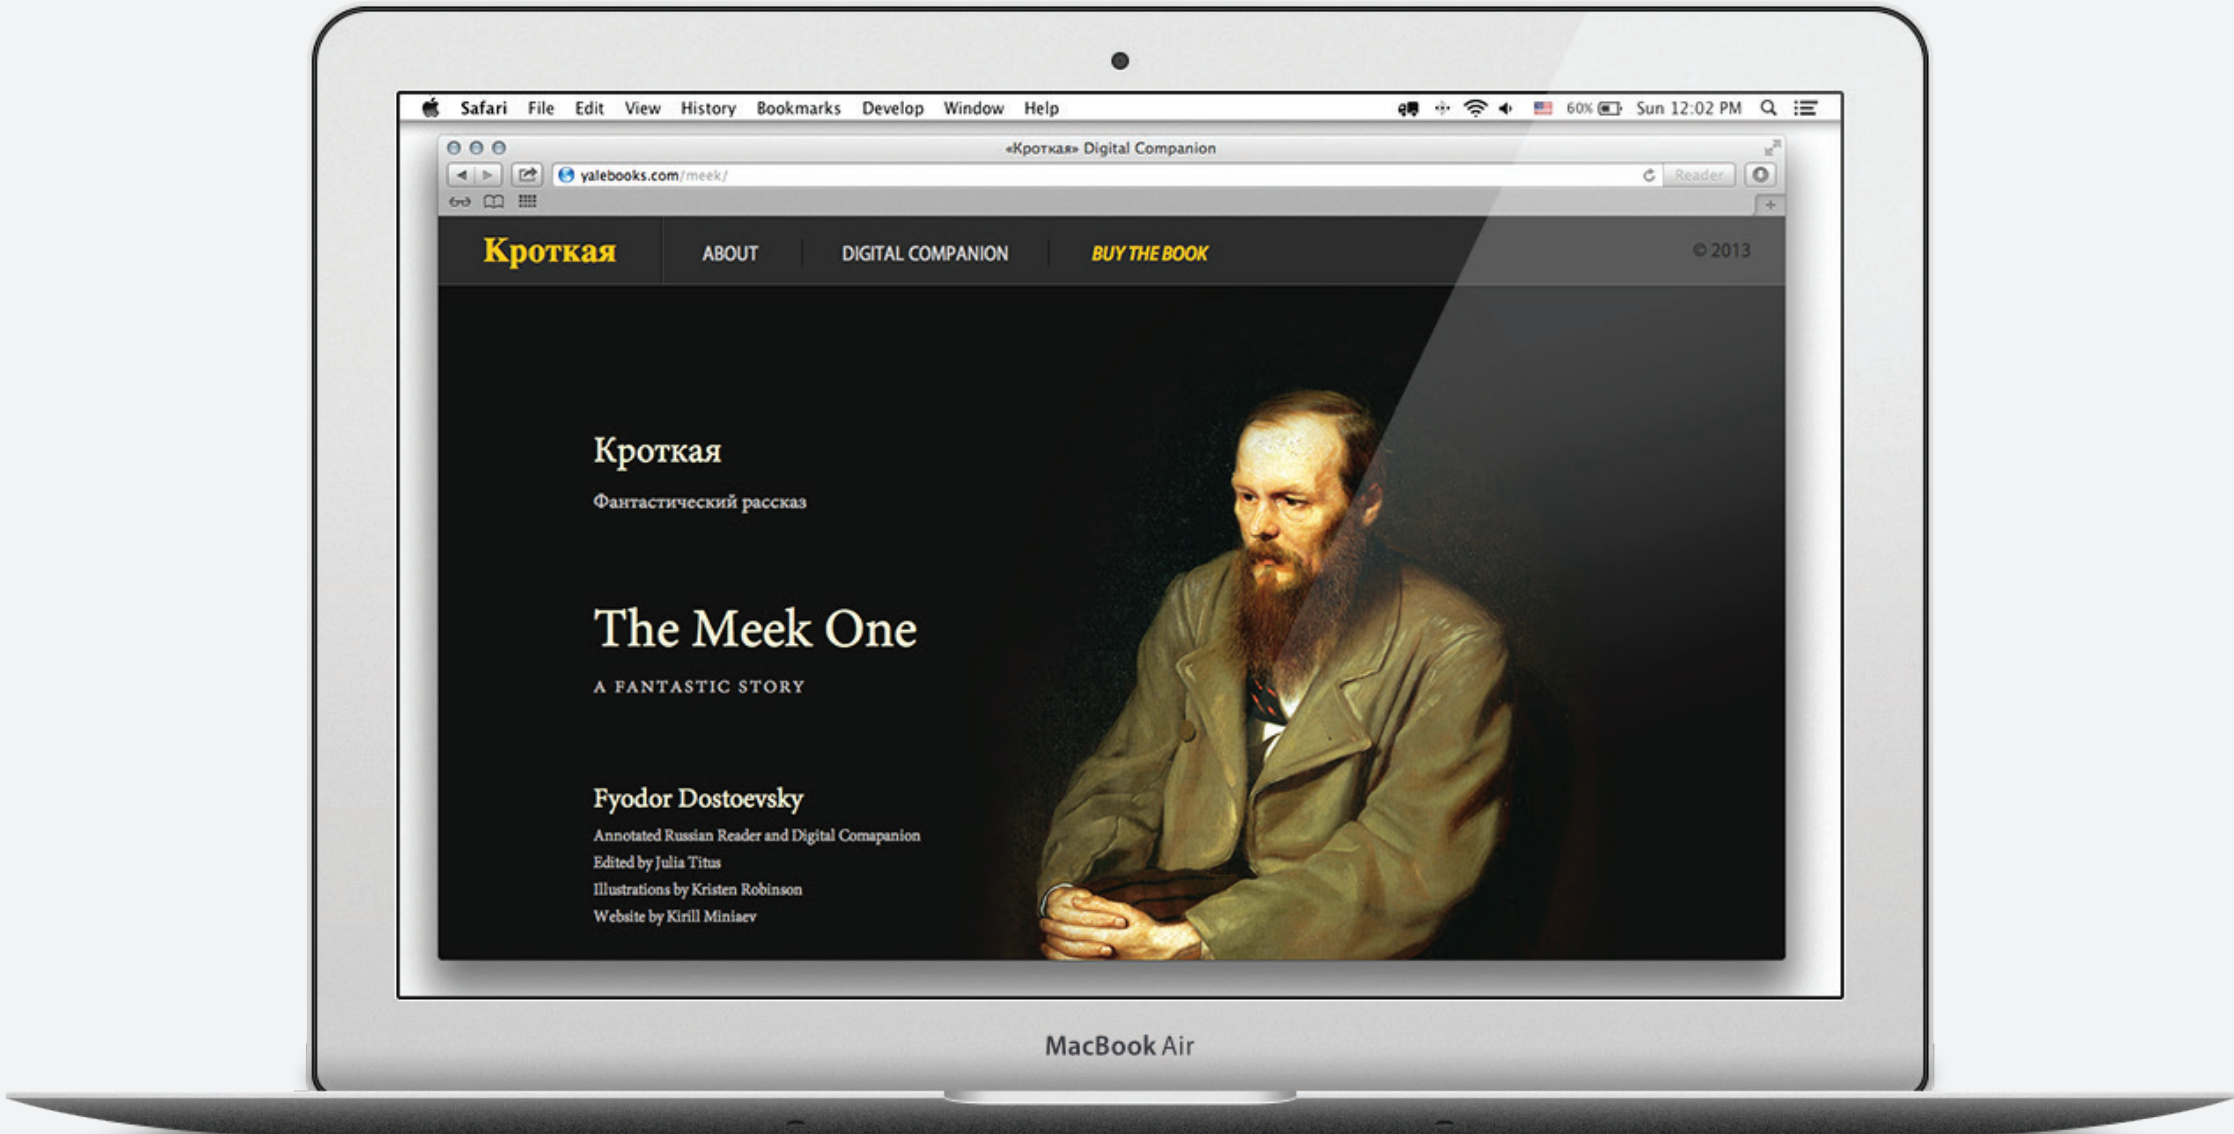 Safari File Edit View History Bookmarks Develop Window Help 60% Sun 12:02 PM
«Кроткая» Digital Companion
yalebooks.com/meek/ Reader
Кроткая ABOUT DIGITAL COMPANION BUY THE BOOK © 2013
Кроткая
Фантастический рассказ
The Meek One
A FANTASTIC STORY
Fyodor Dostoevsky
Annotated Russian Reader and Digital Comapanion
Edited by Julia Titus
Illustrations by Kristen Robinson
Website by Kirill Miniaev
MacBook Air